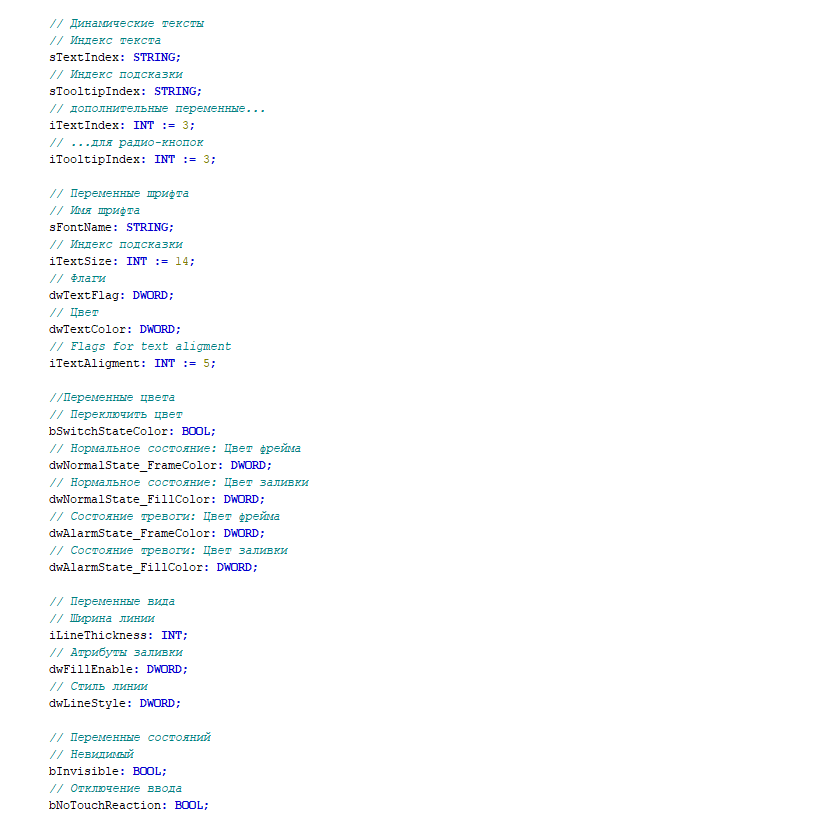 // Динамические тексты
// Индекс текста
sTextIndex: STRING;
// Индекс подсказки
sTooltipIndex: STRING;
// дополнительные переменные...
iTextIndex: INT := 3;
// ...для радио-кнопок
iTooltipIndex: INT := 3;
// Переменные шрифта
// Имя шрифта
sFontName: STRING;
// Индекс подсказки
iTextSize: INT := 14;
// Флаги
dwTextFlag: DWORD;
// Цвет
dwTextColor: DWORD;
// Flags for text aligment
iTextAligment: INT := 5;
//Переменные цвета
// Переключить цвет
bSwitchStateColor: BOOL;
// Нормальное состояние: Цвет фрейма
dwNormalState_FrameColor: DWORD;
// Нормальное состояние: Цвет заливки
dwNormalState_FillColor: DWORD;
// Состояние тревоги: Цвет фрейма
dwAlarmState_FrameColor: DWORD;
// Состояние тревоги: Цвет заливки
dwAlarmState_FillColor: DWORD;
// Переменные вида
// Ширина линии
iLineThickness: INT;
// Атрибуты заливки
dwFillEnable: DWORD;
// Стиль линии
dwLineStyle: DWORD;
// Переменные состояний
// Невидимый
bInvisible: BOOL;
// Отключение ввода
bNoTouchReaction: BOOL;